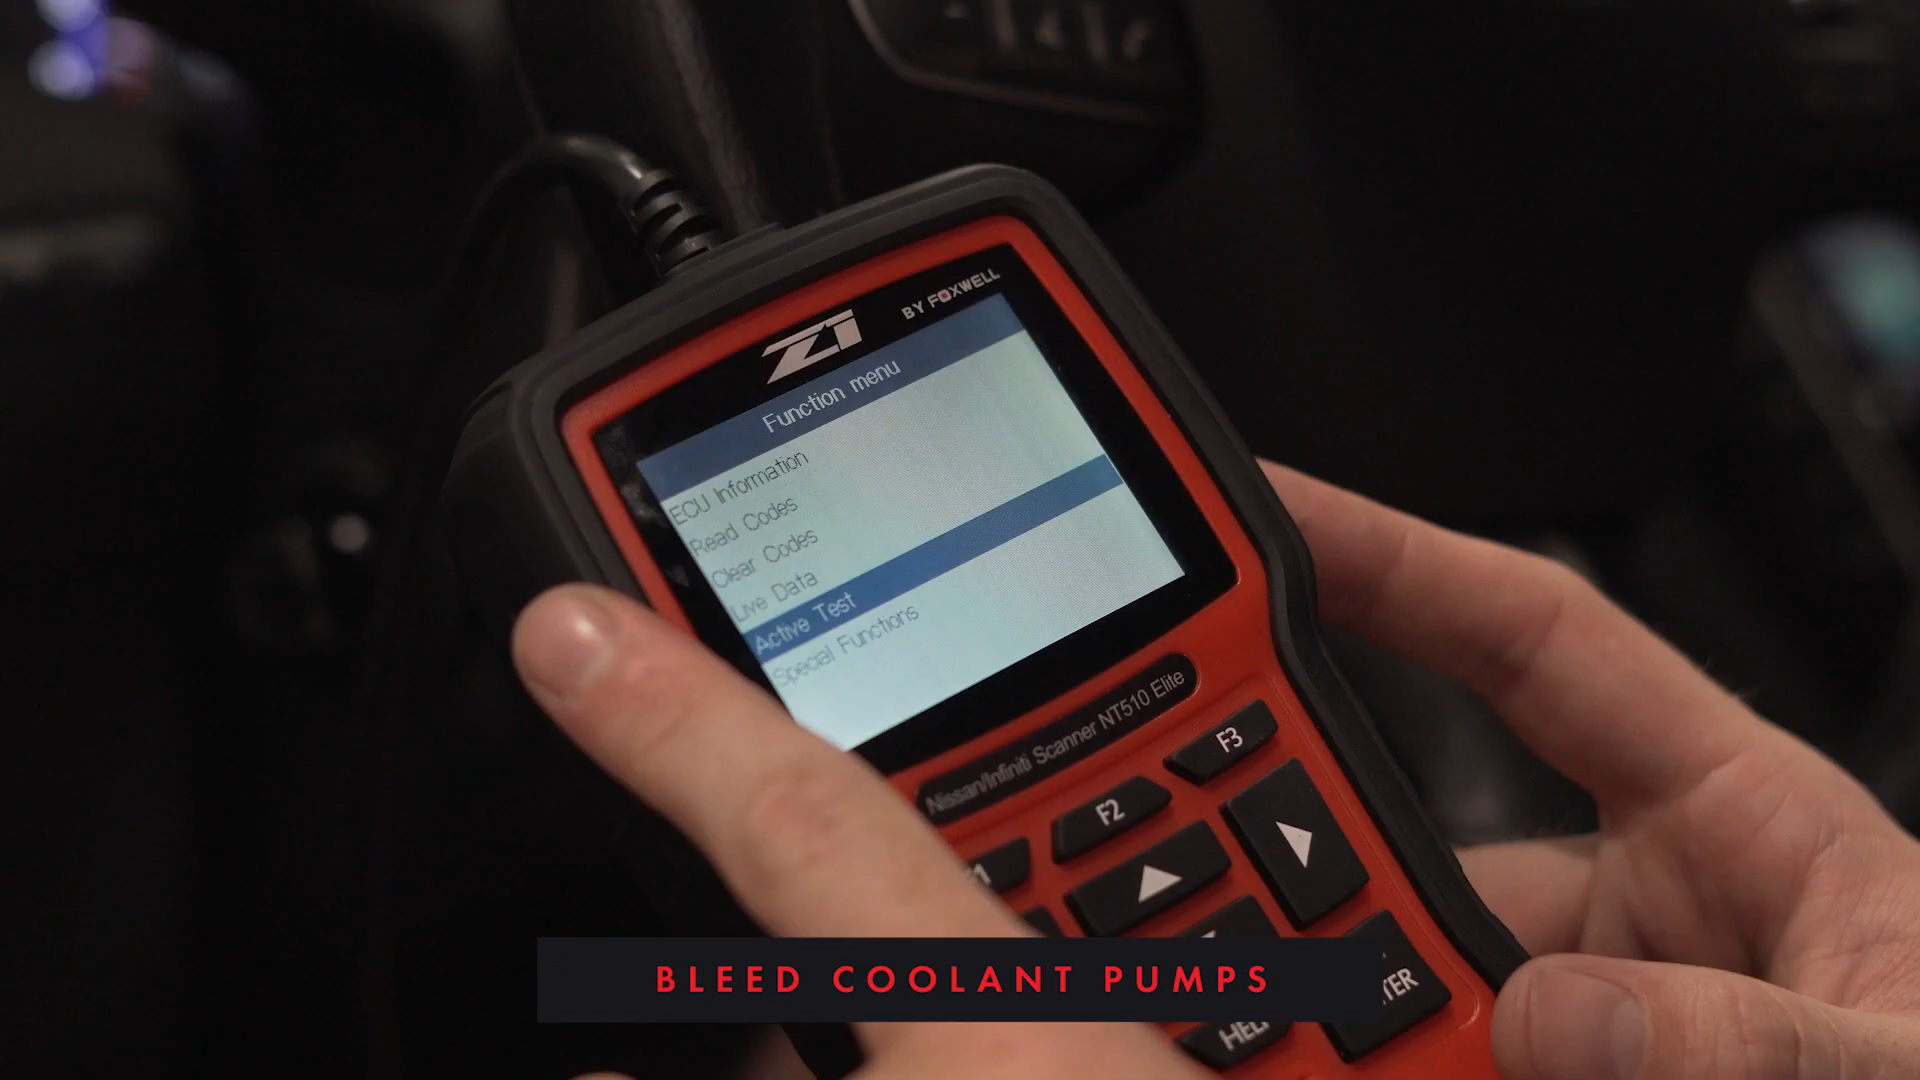 Z1 BY FOXWELL
Function menu
ECU Information
Read Codes
Clear Codes
Live Data
Active Test
Special Functions
Nissan/Infiniti Scanner NT510 Elite
F3
F2
HELP
BLEED COOLANT PUMPS